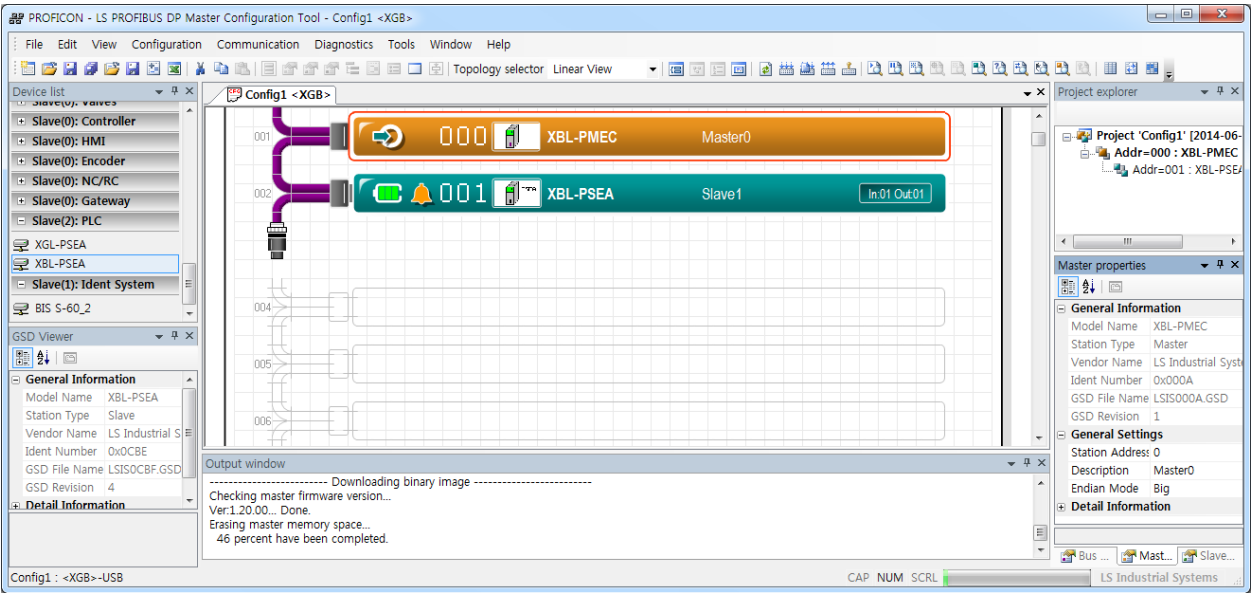 PROFICON - LS PROFIBUS DP Master Configuration Tool - Config1 <XGB>
File Edit View Configuration Communication Diagnostics Tools Window Help
Topology selector Linear View
Device list
Slave(0): Valves
Slave(0): Controller
Slave(0): HMI
Slave(0): Encoder
Slave(0): NC/RC
Slave(0): Gateway
Slave(2): PLC
XGL-PSEA
XBL-PSEA
Slave(1): Ident System
BIS S-60_2
GSD Viewer
General Information
Model Name XBL-PSEA
Station Type Slave
Vendor Name LS Industrial S
Ident Number 0x0CBE
GSD File Name LSIS0CBF.GSD
GSD Revision 4
Detail Information
Config1 <XGB>
001 000 XBL-PMEC Master0
002 001 XBL-PSEA Slave1 In:01 Out:01
004
005
006
Output window
------------------------- Downloading binary image -------------------------
Checking master firmware version...
Ver:1.20.00... Done.
Erasing master memory space...
46 percent have been completed.
Project explorer
Project 'Config1' [2014-06-
Addr=000 : XBL-PMEC
Addr=001 : XBL-PSEA
Master properties
General Information
Model Name XBL-PMEC
Station Type Master
Vendor Name LS Industrial Syste
Ident Number 0x000A
GSD File Name LSIS000A.GSD
GSD Revision 1
General Settings
Station Address 0
Description Master0
Endian Mode Big
Detail Information
Bus ... Mast... Slave...
Config1 : <XGB>-USB
CAP NUM SCRL
LS Industrial Systems